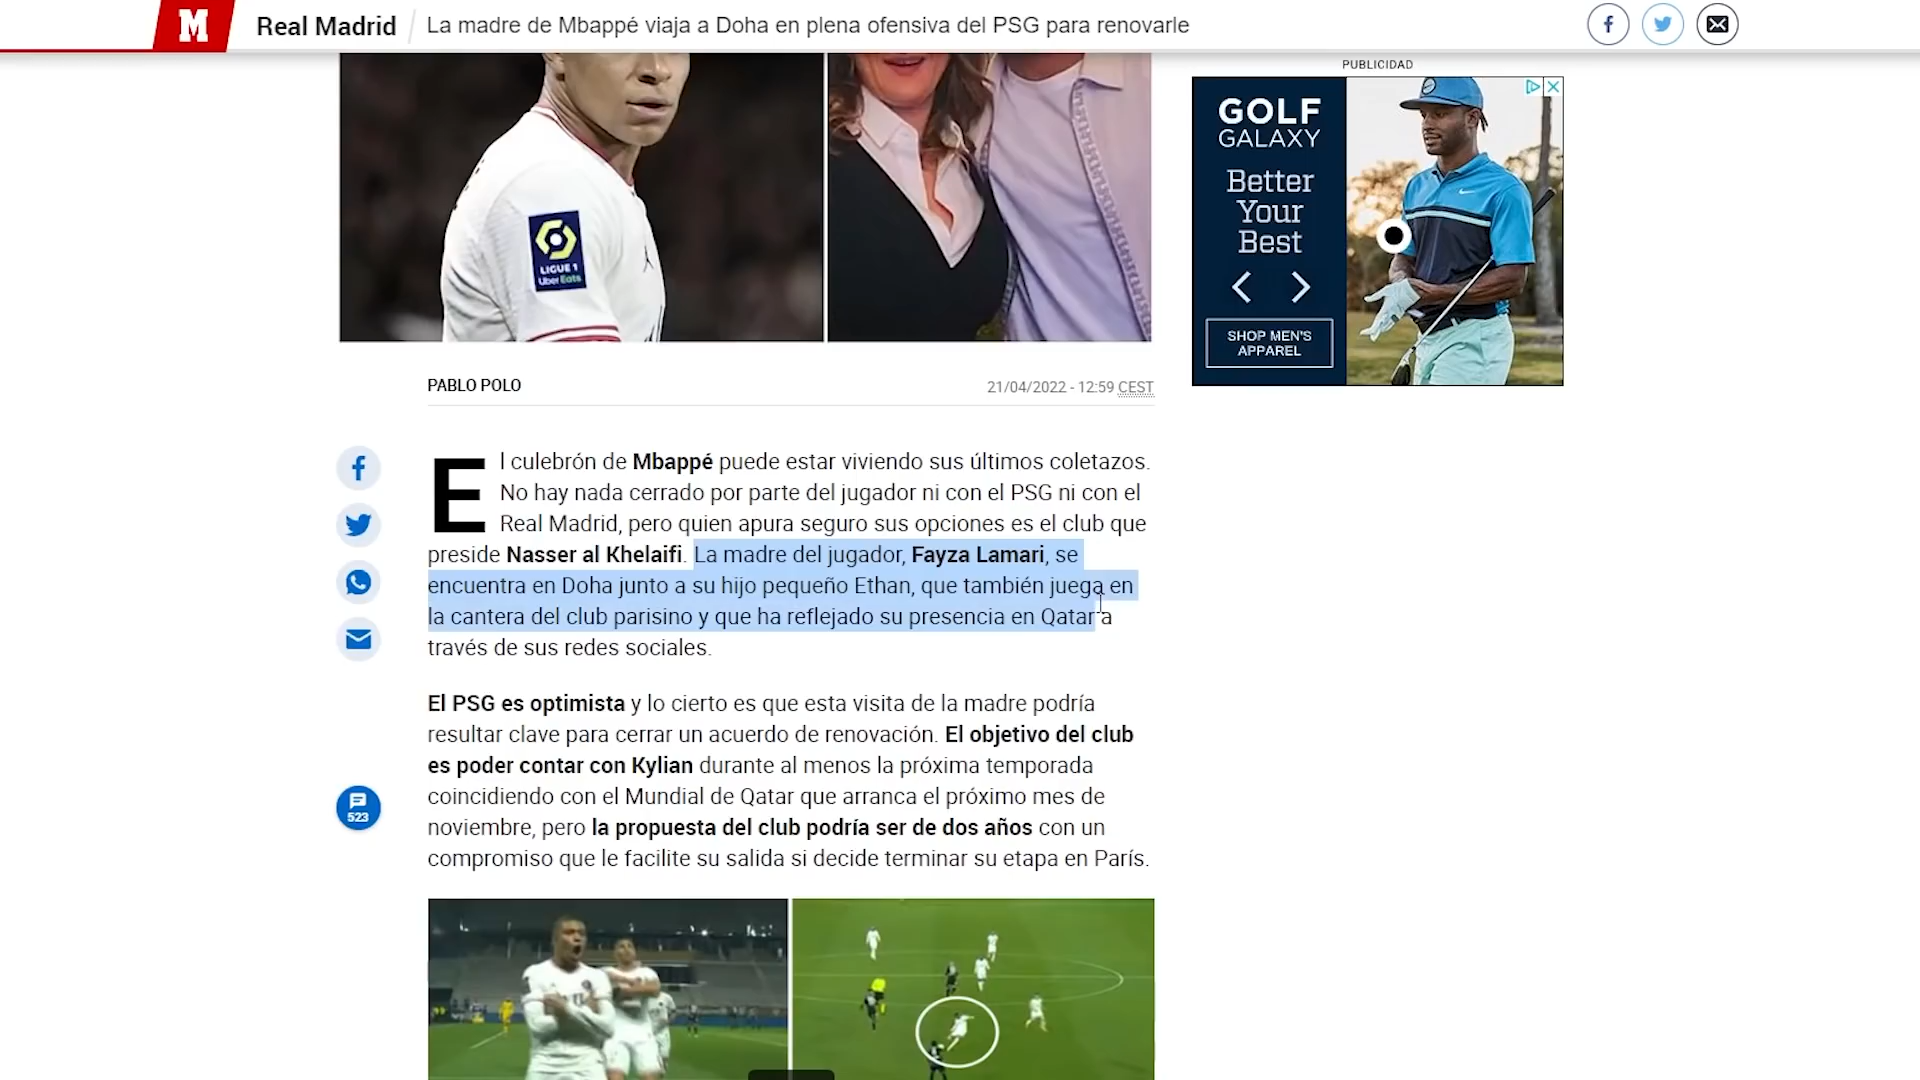 M
Real Madrid
La madre de Mbappé viaja a Doha en plena ofensiva del PSG para renovarle
PUBLICIDAD
GOLF
GALAXY
Better
Your
Best
SHOP MEN'S
APPAREL
LIGUE 1
Uber Eats
PABLO POLO
21/04/2022 - 12:59 CEST
El culebrón de Mbappé puede estar viviendo sus últimos coletazos.
No hay nada cerrado por parte del jugador ni con el PSG ni con el
Real Madrid, pero quien apura seguro sus opciones es el club que
preside Nasser al Khelaifi. La madre del jugador, Fayza Lamari, se
encuentra en Doha junto a su hijo pequeño Ethan, que también juega en
la cantera del club parisino y que ha reflejado su presencia en Qatar a
través de sus redes sociales.
El PSG es optimista y lo cierto es que esta visita de la madre podría
resultar clave para cerrar un acuerdo de renovación. El objetivo del club
es poder contar con Kylian durante al menos la próxima temporada
coincidiendo con el Mundial de Qatar que arranca el próximo mes de
noviembre, pero la propuesta del club podría ser de dos años con un
compromiso que le facilite su salida si decide terminar su etapa en París.
523